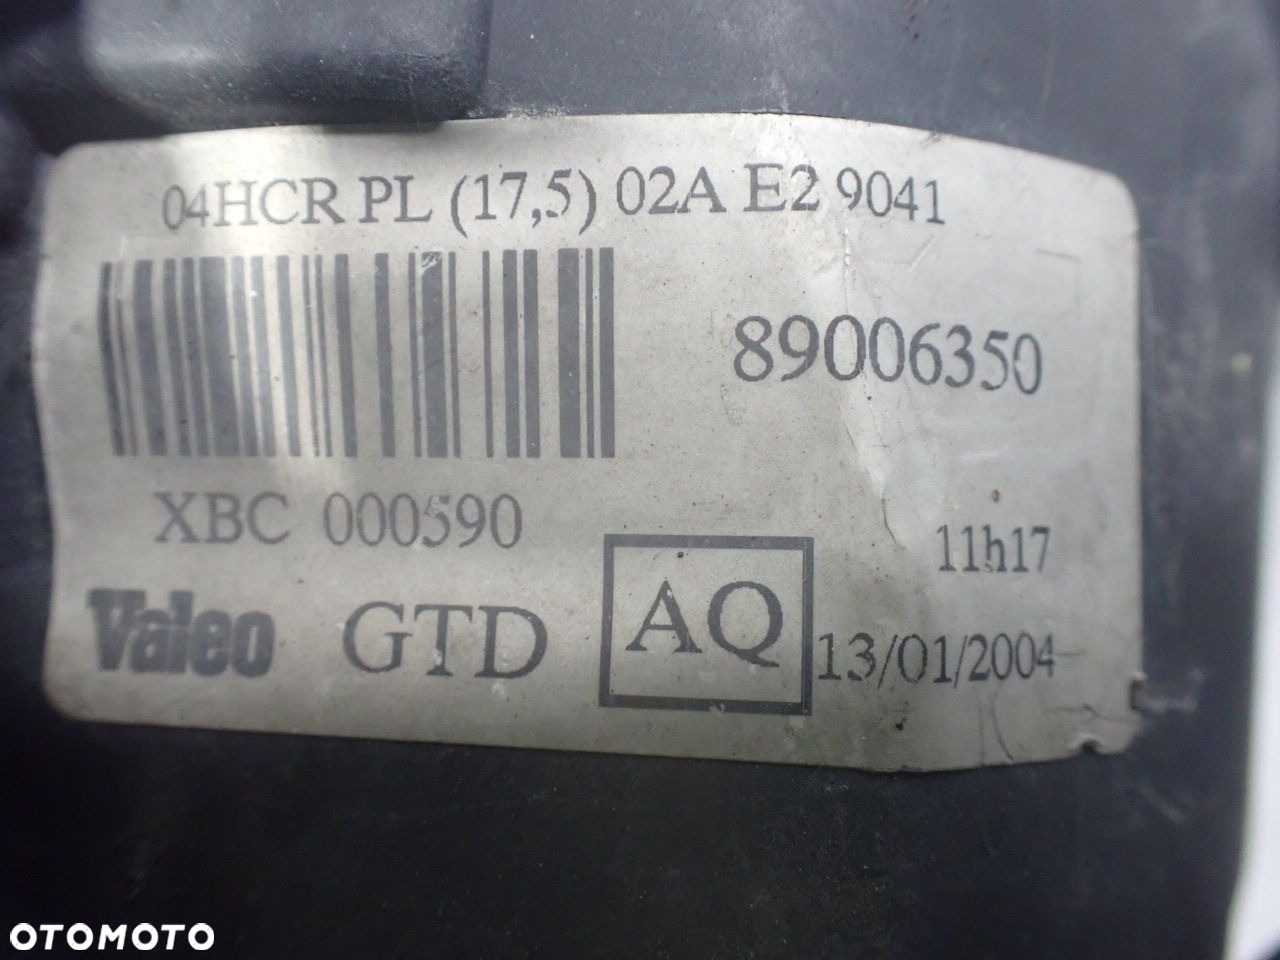 04HCR PL (17,5) 02A E2 9041
89006350
XBC 000590
11h17
Valeo GTD AQ 13/01/2004
OTOMOTO